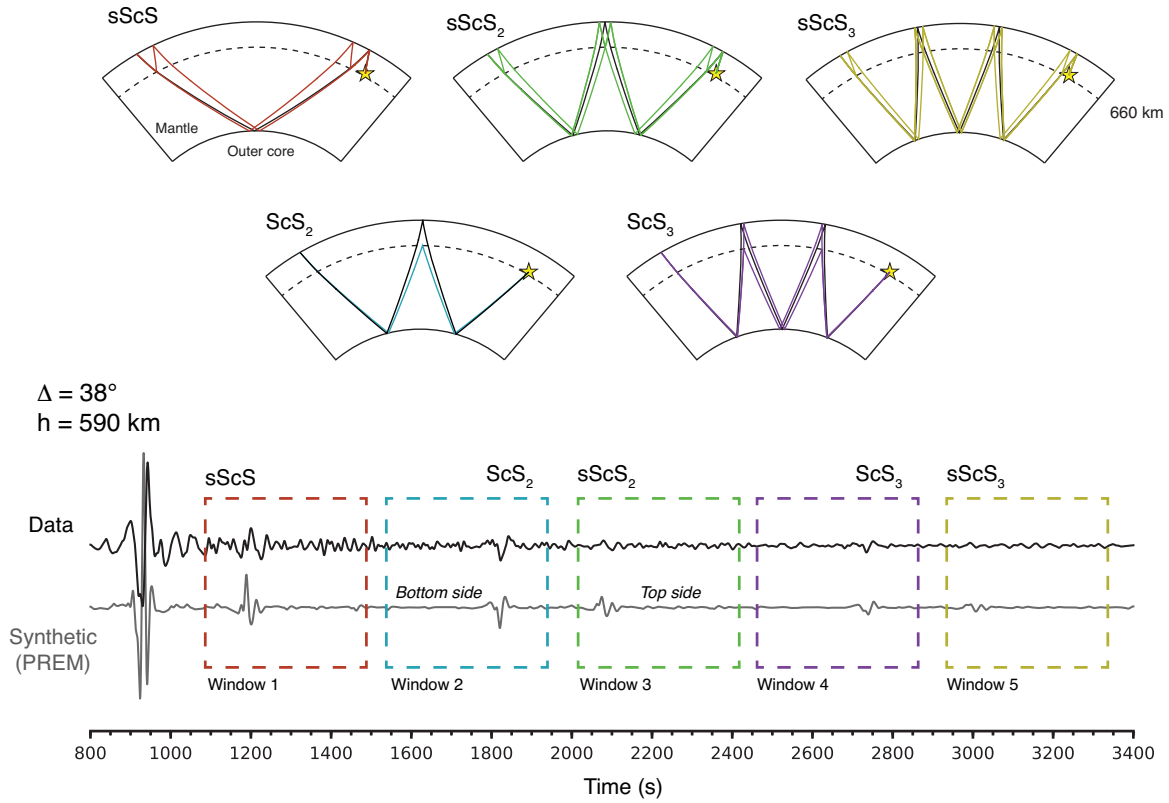 sScS
sScS2
sScS3
Mantle
Outer core
660 km
ScS2
ScS3
Δ = 38°
h = 590 km
sScS
ScS2
sScS2
ScS3
sScS3
Data
Bottom side
Top side
Synthetic
(PREM)
Window 1
Window 2
Window 3
Window 4
Window 5
800 1000 1200 1400 1600 1800 2000 2200 2400 2600 2800 3000 3200 3400
Time (s)